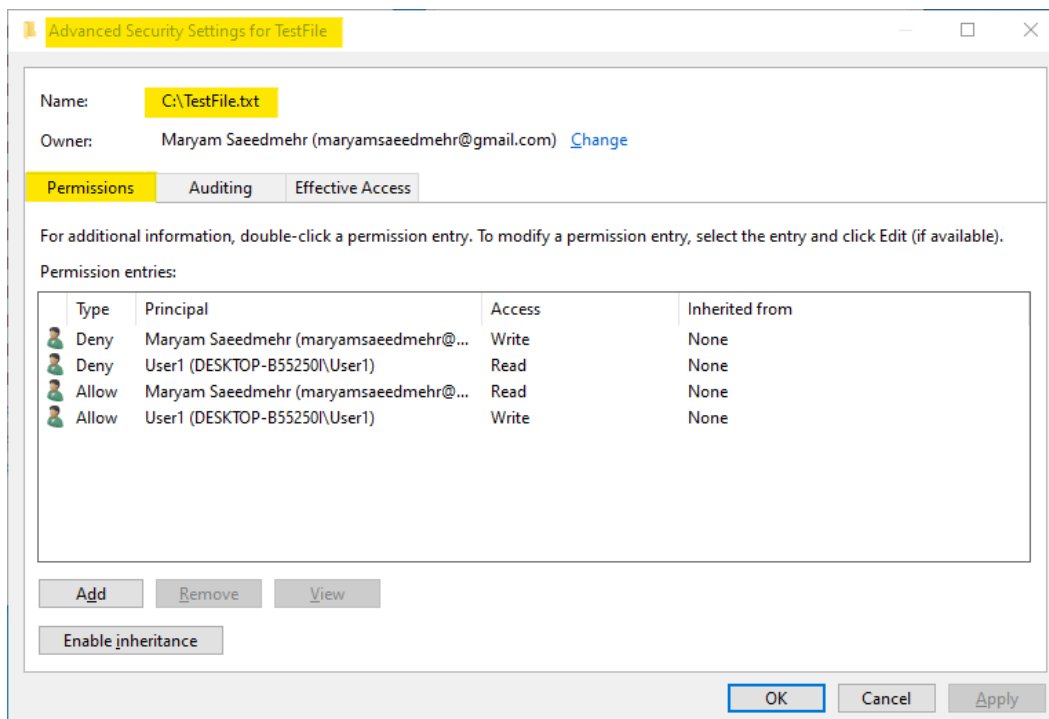 Advanced Security Settings for TestFile
Name: C:\TestFile.txt
Owner: Maryam Saeedmehr (maryamsaeedmehr@gmail.com) Change
Permissions Auditing Effective Access
For additional information, double-click a permission entry. To modify a permission entry, select the entry and click Edit (if available).
Permission entries:
Type Principal Access Inherited from
Deny Maryam Saeedmehr (maryamsaeedmehr@... Write None
Deny User1 (DESKTOP-B55250I\User1) Read None
Allow Maryam Saeedmehr (maryamsaeedmehr@... Read None
Allow User1 (DESKTOP-B55250I\User1) Write None
Add Remove View
Enable inheritance
OK Cancel Apply